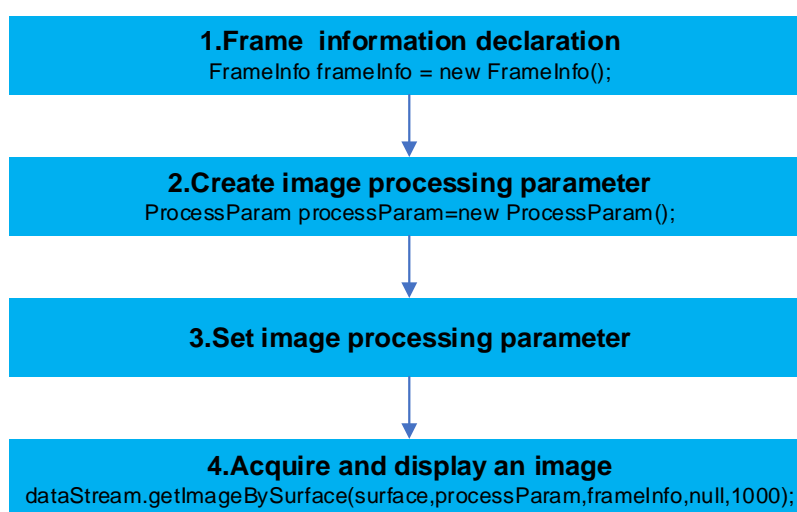 1.Frame information declaration
FrameInfo frameInfo = new FrameInfo();
2.Create image processing parameter
ProcessParam processParam=new ProcessParam();
3.Set image processing parameter
4.Acquire and display an image
dataStream.getImageBySurface(surface,processParam,frameInfo,null,1000);